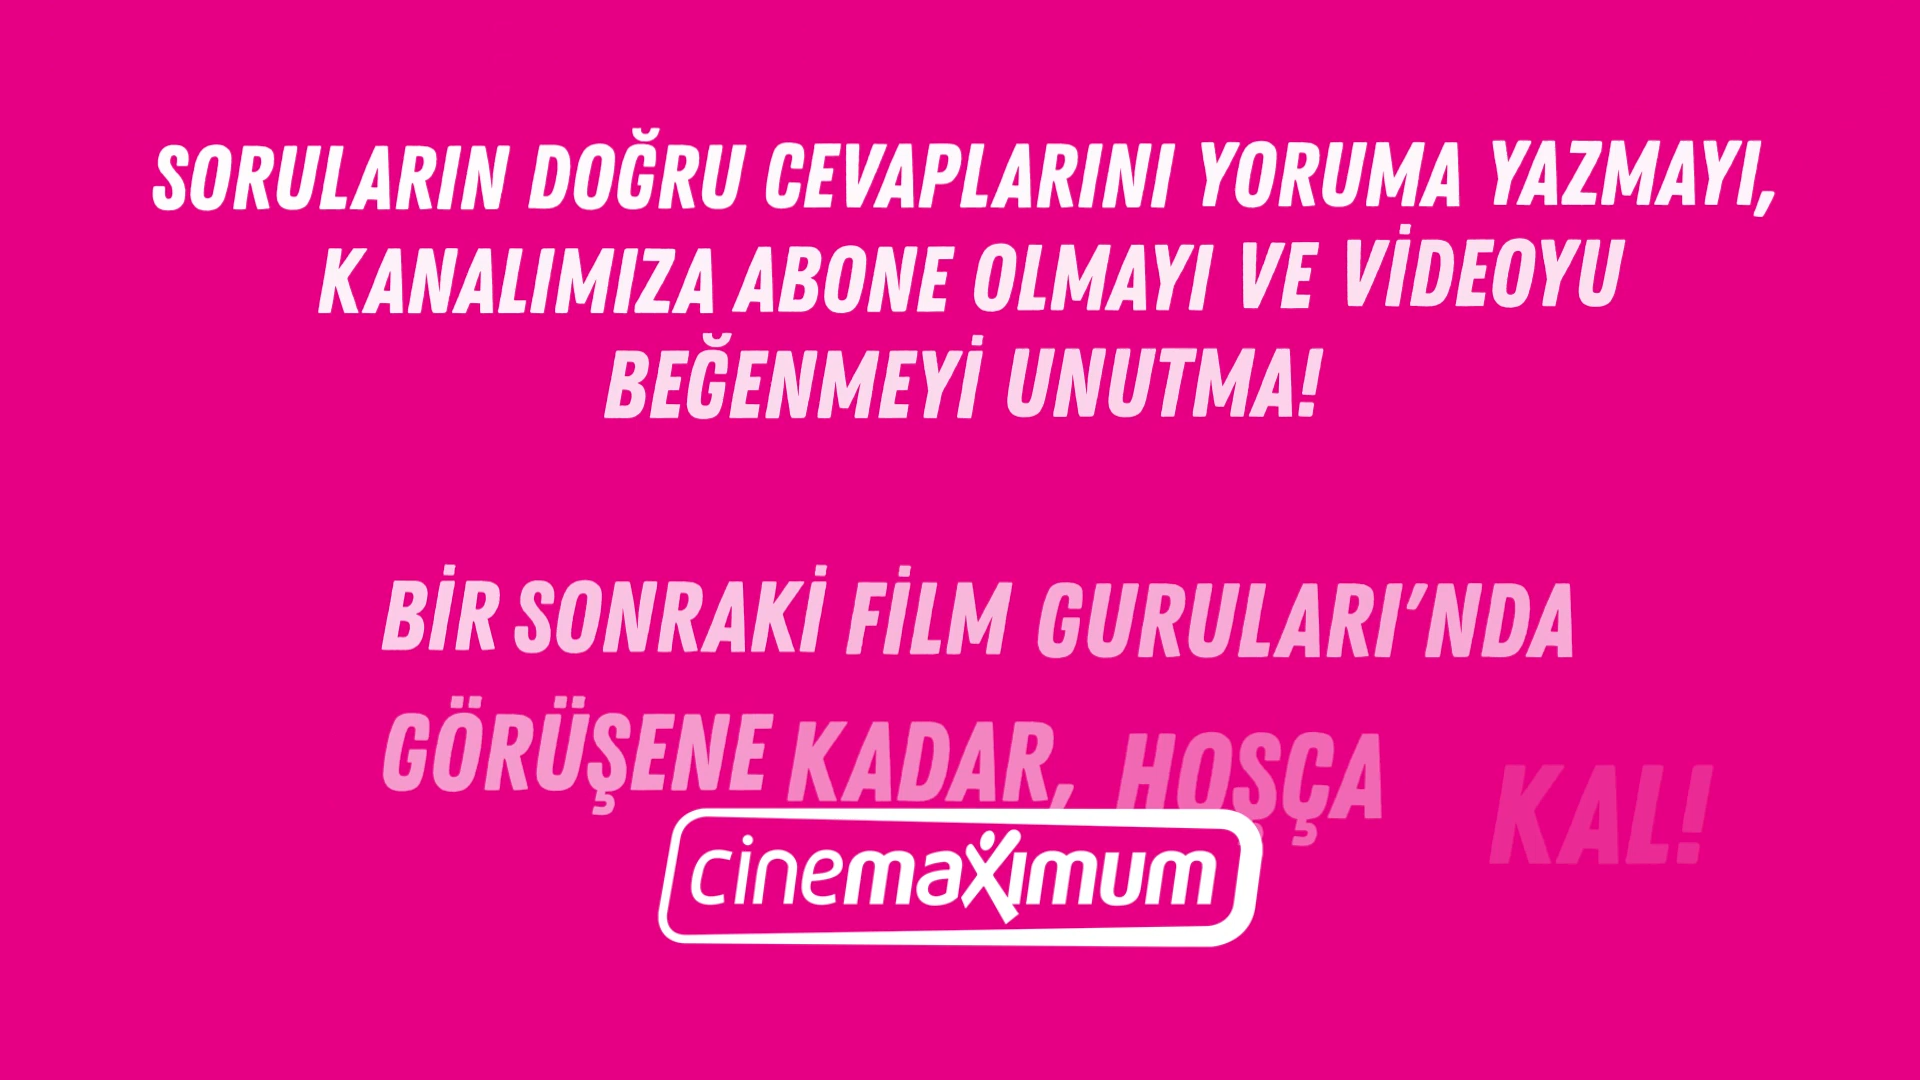 SORULARIN DOĞRU CEVAPLARINI YORUMA YAZMAYI,
KANALIMIZA ABONE OLMAYI VE VİDEOYU
BEĞENMEYİ UNUTMA!
BİR SONRAKİ FİLM GURULARI'NDA
GÖRÜŞENE KADAR, HOŞÇA KAL!
cinemaximum